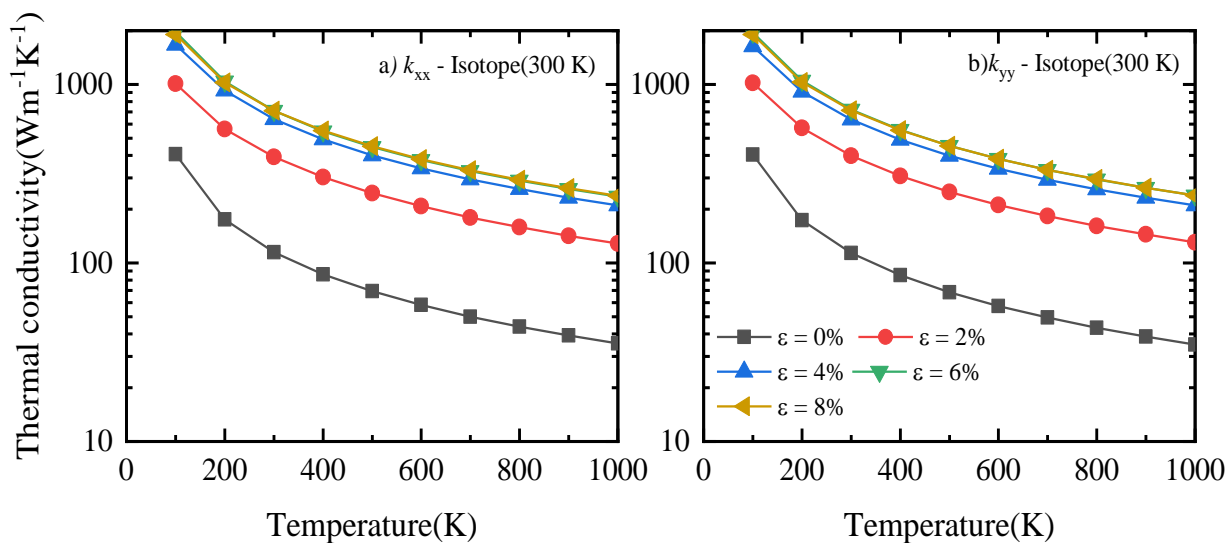 Thermal conductivity(Wm⁻¹K⁻¹)
1000
100
10
a) kxx - Isotope(300 K)
0 200 400 600 800 1000
Temperature(K)
1000
100
10
b)kyy - Isotope(300 K)
ε = 0% ε = 2%
ε = 4% ε = 6%
ε = 8%
0 200 400 600 800 1000
Temperature(K)